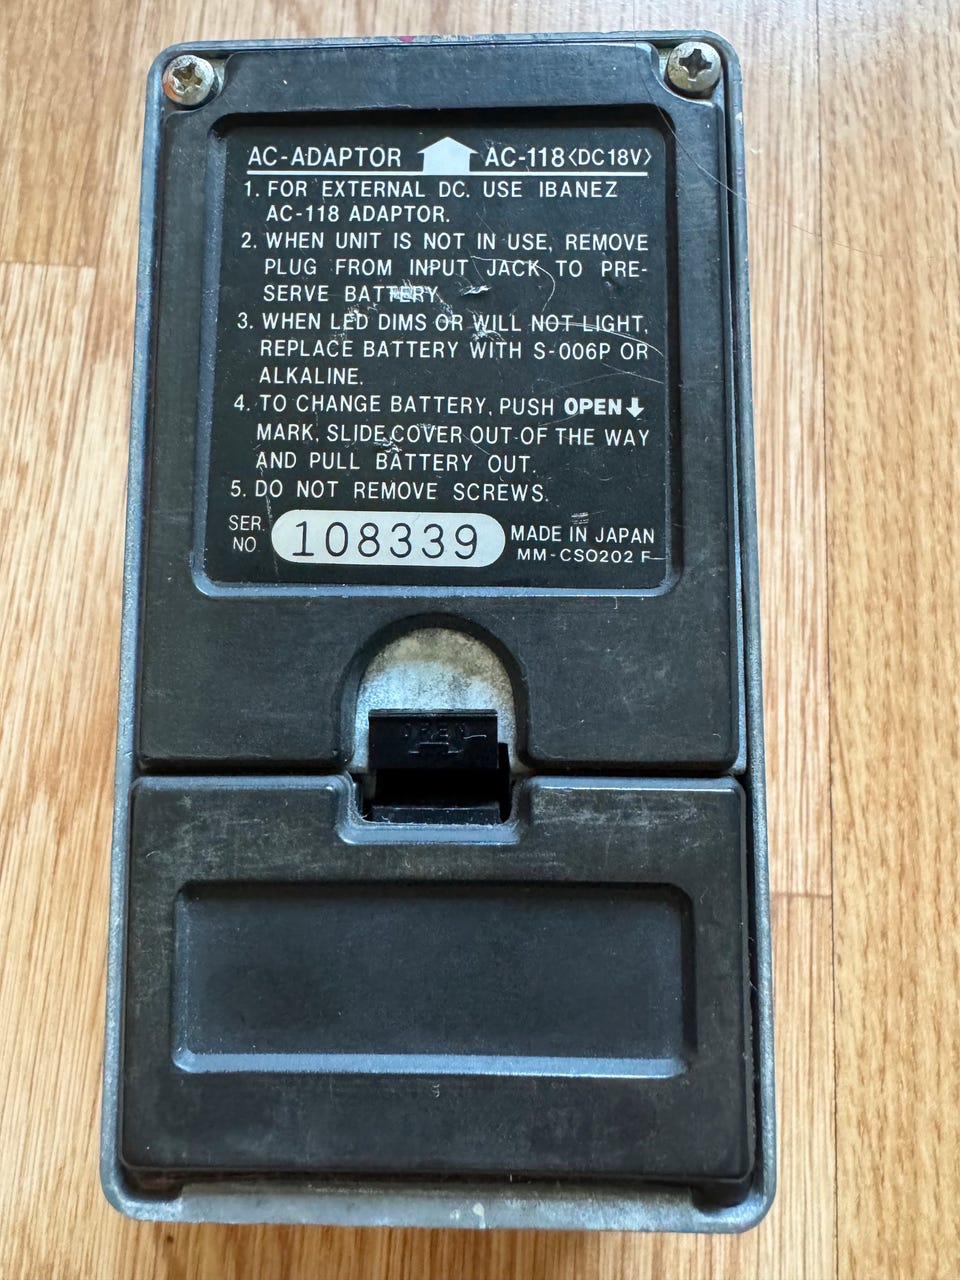 AC-ADAPTOR AC-118<DC18V>
1. FOR EXTERNAL DC. USE IBANEZ
AC-118 ADAPTOR.
2. WHEN UNIT IS NOT IN USE, REMOVE
PLUG FROM INPUT JACK TO PRE-
SERVE BATTERY
3. WHEN LED DIMS OR WILL NOT LIGHT,
REPLACE BATTERY WITH S-006P OR
ALKALINE.
4. TO CHANGE BATTERY, PUSH OPEN↓
MARK, SLIDE COVER OUT OF THE WAY
AND PULL BATTERY OUT.
5. DO NOT REMOVE SCREWS.
SER. NO 108339
MADE IN JAPAN
MM-CS0202 F
OPEN